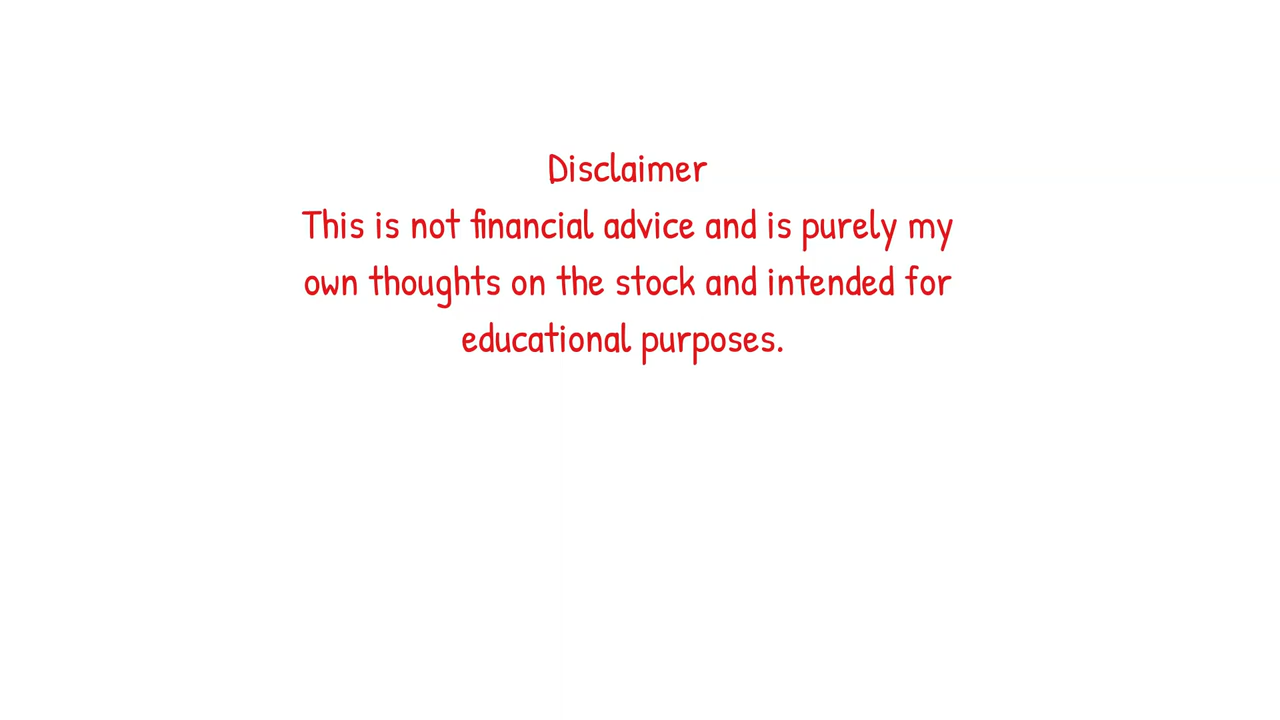 Disclaimer
This is not financial advice and is purely my
own thoughts on the stock and intended for
educational purposes.